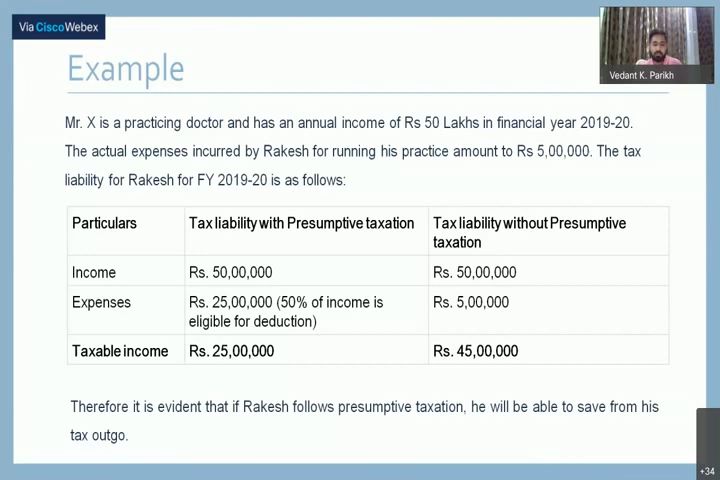 Via Cisco Webex
Example
Vedant K. Parikh
Mr. X is a practicing doctor and has an annual income of Rs 50 Lakhs in financial year 2019-20.
The actual expenses incurred by Rakesh for running his practice amount to Rs 5,00,000. The tax
liability for Rakesh for FY 2019-20 is as follows:
Particulars
Tax liability with Presumptive taxation
Tax liability without Presumptive
taxation
Income
Rs. 50,00,000
Rs. 50,00,000
Expenses
Rs. 25,00,000 (50% of income is
eligible for deduction)
Rs. 5,00,000
Taxable income
Rs. 25,00,000
Rs. 45,00,000
Therefore it is evident that if Rakesh follows presumptive taxation, he will be able to save from his
tax outgo.
+34